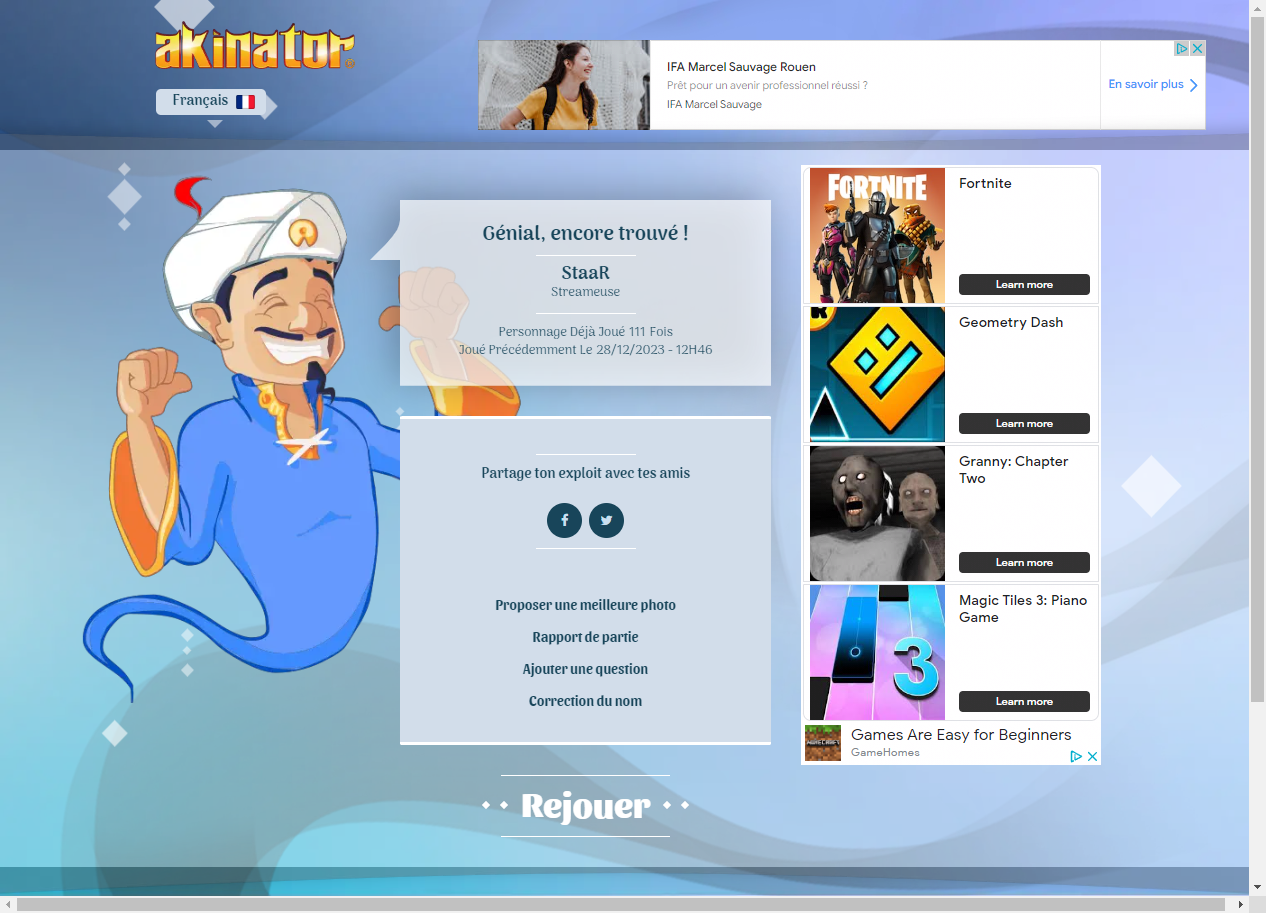 akinator
Français
IFA Marcel Sauvage Rouen
Prêt pour un avenir professionnel réussi ?
IFA Marcel Sauvage
En savoir plus
Génial, encore trouvé !
StaaR
Streameuse
Personnage Déjà Joué 111 Fois
Joué Précédemment Le 28/12/2023 - 12H46
Partage ton exploit avec tes amis
Proposer une meilleure photo
Rapport de partie
Ajouter une question
Correction du nom
Rejouer
FORTNITE
Fortnite
Learn more
Geometry Dash
Learn more
Granny: Chapter
Two
Learn more
3
Magic Tiles 3: Piano
Game
Learn more
MINECRAFT
Games Are Easy for Beginners
GameHomes